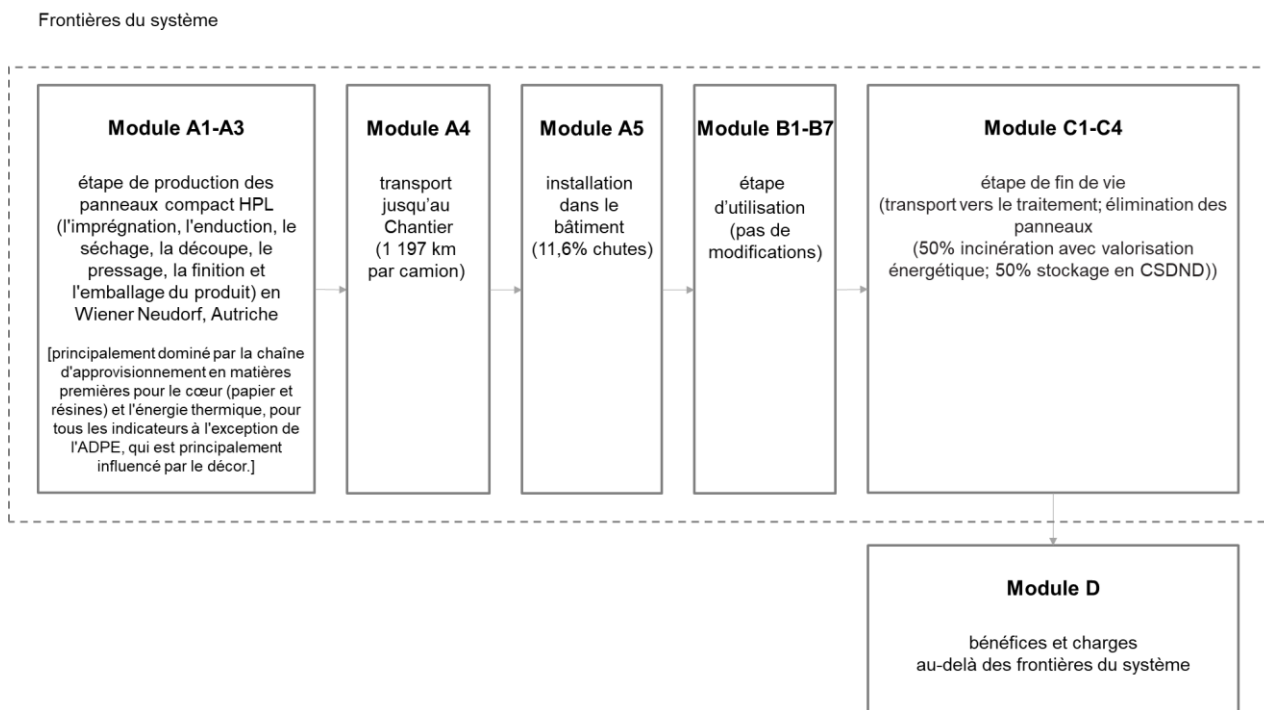 Frontières du système
Module A1-A3
étape de production des
panneaux compact HPL
(l'imprégnation, l'enduction, le
séchage, la découpe, le
pressage, la finition et
l'emballage du produit) en
Wiener Neudorf, Autriche
[principalement dominé par la chaîne
d'approvisionnement en matières
premières pour le cœur (papier et
résines) et l'énergie thermique, pour
tous les indicateurs à l'exception de
l'ADPE, qui est principalement
influencé par le décor.]
Module A4
transport
jusqu'au
Chantier
(1 197 km
par camion)
Module A5
installation
dans le
bâtiment
(11,6% chutes)
Module B1-B7
étape
d'utilisation
(pas de
modifications)
Module C1-C4
étape de fin de vie
(transport vers le traitement; élimination des
panneaux
(50% incinération avec valorisation
énergétique; 50% stockage en CSDND))
Module D
bénéfices et charges
au-delà des frontières du système